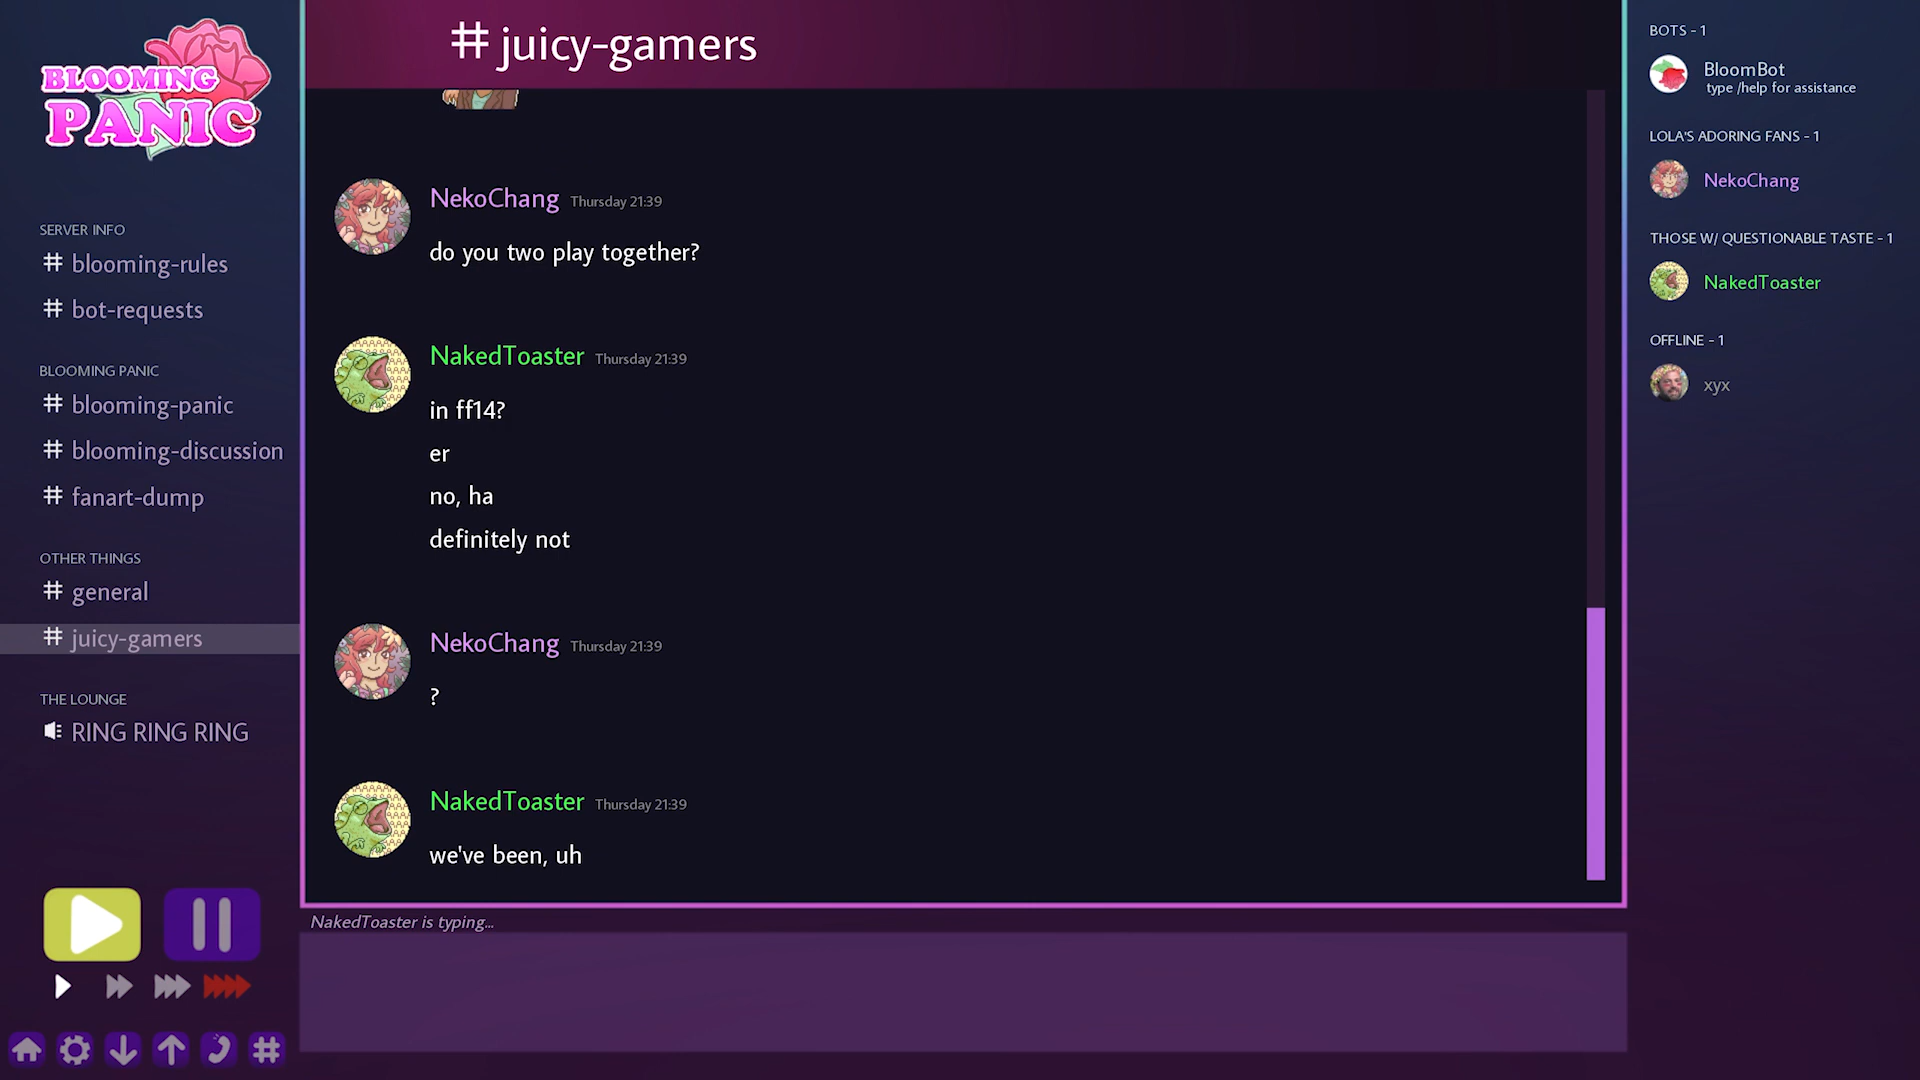 BLOOMING
PANIC
SERVER INFO
# blooming-rules
# bot-requests
BLOOMING PANIC
# blooming-panic
# blooming-discussion
# fanart-dump
OTHER THINGS
# general
# juicy-gamers
THE LOUNGE
RING RING RING
# juicy-gamers
NekoChang Thursday 21:39
do you two play together?
NakedToaster Thursday 21:39
in ff14?
er
no, ha
definitely not
NekoChang Thursday 21:39
?
NakedToaster Thursday 21:39
we've been, uh
NakedToaster is typing...
BOTS - 1
BloomBot
type /help for assistance
LOLA'S ADORING FANS - 1
NekoChang
THOSE W/ QUESTIONABLE TASTE - 1
NakedToaster
OFFLINE - 1
xyx